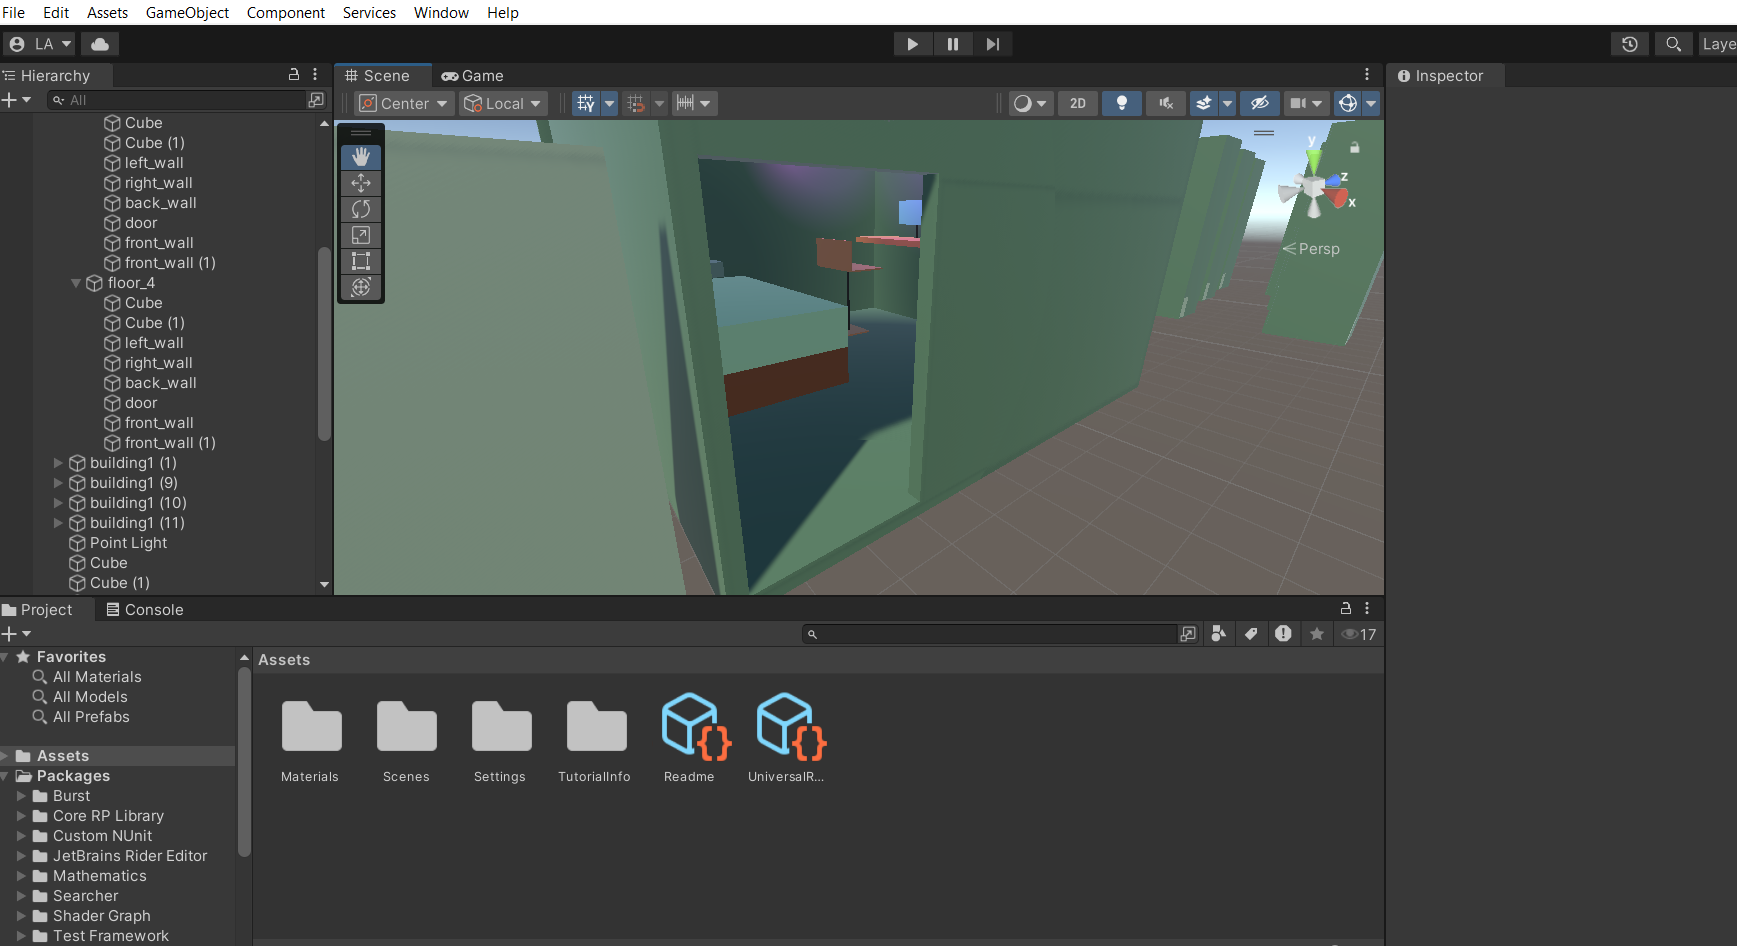 File Edit Assets GameObject Component Services Window Help
LA
Laye
Hierarchy
All
Cube
Cube (1)
left_wall
right_wall
back_wall
door
front_wall
front_wall (1)
floor_4
Cube
Cube (1)
left_wall
right_wall
back_wall
door
front_wall
front_wall (1)
building1 (1)
building1 (9)
building1 (10)
building1 (11)
Point Light
Cube
Cube (1)
Scene Game
Center Local 2D
y
z
x
Persp
Inspector
Project Console
17
Favorites
All Materials
All Models
All Prefabs
Assets
Packages
Burst
Core RP Library
Custom NUnit
JetBrains Rider Editor
Mathematics
Searcher
Shader Graph
Test Framework
Assets
Materials Scenes Settings TutorialInfo Readme UniversalR...